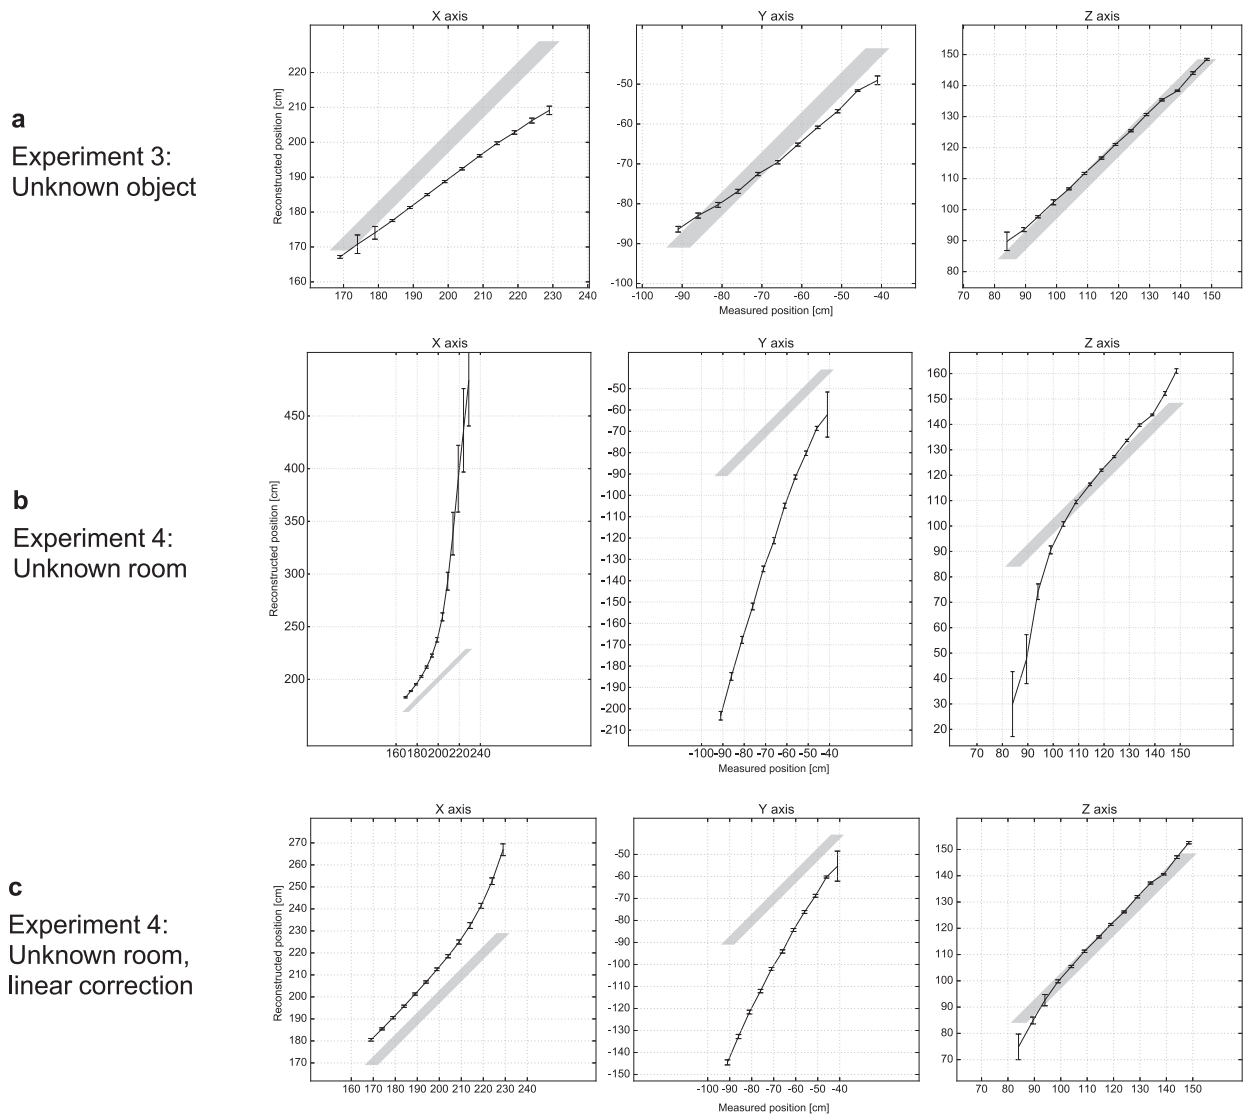 X axis
Y axis
Z axis
a
Experiment 3:
Unknown object
Reconstructed position [cm]
220
210
200
190
180
170
160
170 180 190 200 210 220 230 240
-50
-60
-70
-80
-90
-100
-100 -90 -80 -70 -60 -50 -40
Measured position [cm]
150
140
130
120
110
100
90
80
70 80 90 100 110 120 130 140 150
X axis
Y axis
Z axis
b
Experiment 4:
Unknown room
Reconstructed position [cm]
450
400
350
300
250
200
160 180 200 220 240
-50
-60
-70
-80
-90
-100
-110
-120
-130
-140
-150
-160
-170
-180
-190
-200
-210
-100 -90 -80 -70 -60 -50 -40
Measured position [cm]
160
150
140
130
120
110
100
90
80
70
60
50
40
30
20
70 80 90 100 110 120 130 140 150
X axis
Y axis
Z axis
c
Experiment 4:
Unknown room,
linear correction
Reconstructed position [cm]
270
260
250
240
230
220
210
200
190
180
170
160 170 180 190 200 210 220 230 240
-50
-60
-70
-80
-90
-100
-110
-120
-130
-140
-150
-100 -90 -80 -70 -60 -50 -40
Measured position [cm]
150
140
130
120
110
100
90
80
70
70 80 90 100 110 120 130 140 150